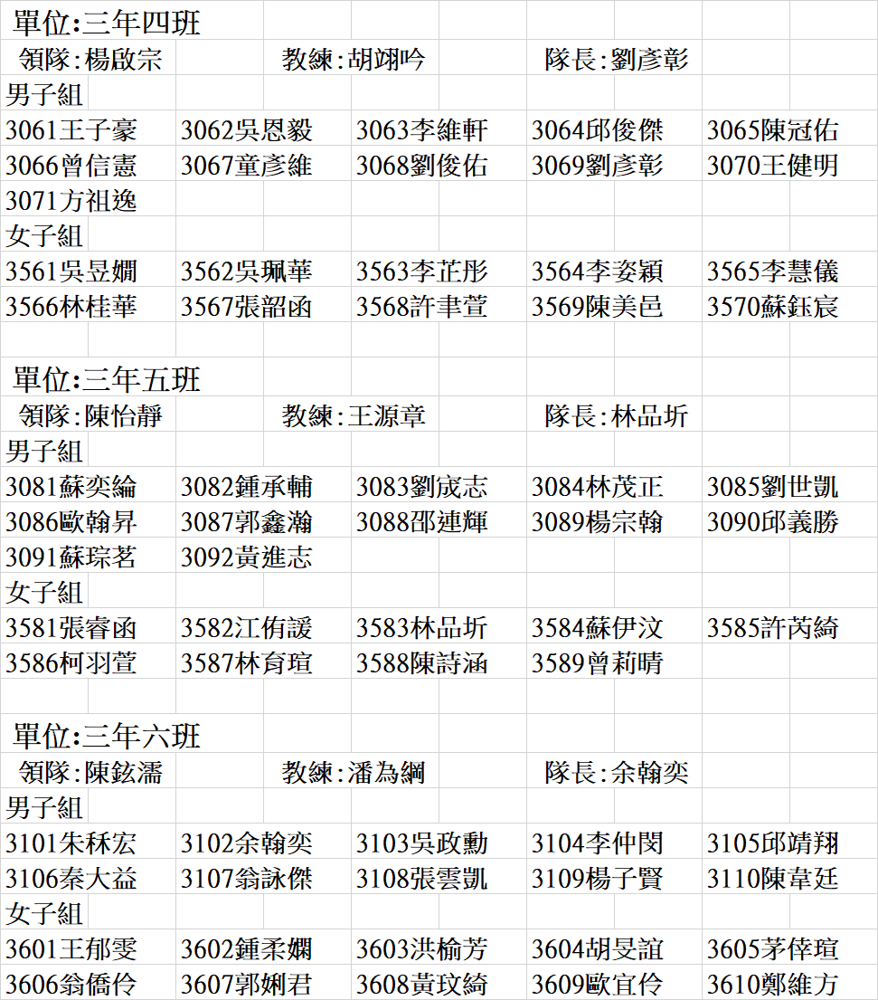 單位:三年四班
領隊:楊啟宗 教練:胡翊吟 隊長:劉彥彰
男子組
3061王子豪 3062吳恩毅 3063李維軒 3064邱俊傑 3065陳冠佑
3066曾信憲 3067童彥維 3068劉俊佑 3069劉彥彰 3070王健明
3071方祖逸
女子組
3561吳昱嫺 3562吳珮華 3563李芷彤 3564李姿穎 3565李慧儀
3566林桂華 3567張韶函 3568許聿萱 3569陳美邑 3570蘇鈺宸
單位:三年五班
領隊:陳怡靜 教練:王源章 隊長:林品圻
男子組
3081蘇奕綸 3082鍾承輔 3083劉宬志 3084林茂正 3085劉世凱
3086歐翰昇 3087郭鑫瀚 3088邵連輝 3089楊宗翰 3090邱義勝
3091蘇琮茗 3092黃進志
女子組
3581張睿函 3582江侑諼 3583林品圻 3584蘇伊汶 3585許芮綺
3586柯羽萱 3587林育瑄 3588陳詩涵 3589曾莉晴
單位:三年六班
領隊:陳鉉濡 教練:潘為綱 隊長:余翰奕
男子組
3101朱秝宏 3102余翰奕 3103吳政勳 3104李仲閔 3105邱靖翔
3106秦大益 3107翁詠傑 3108張雲凱 3109楊子賢 3110陳韋廷
女子組
3601王郁雯 3602鍾柔嫻 3603洪榆芳 3604胡旻誼 3605茅倖瑄
3606翁僑伶 3607郭娳君 3608黃玟綺 3609歐宜伶 3610鄭維方